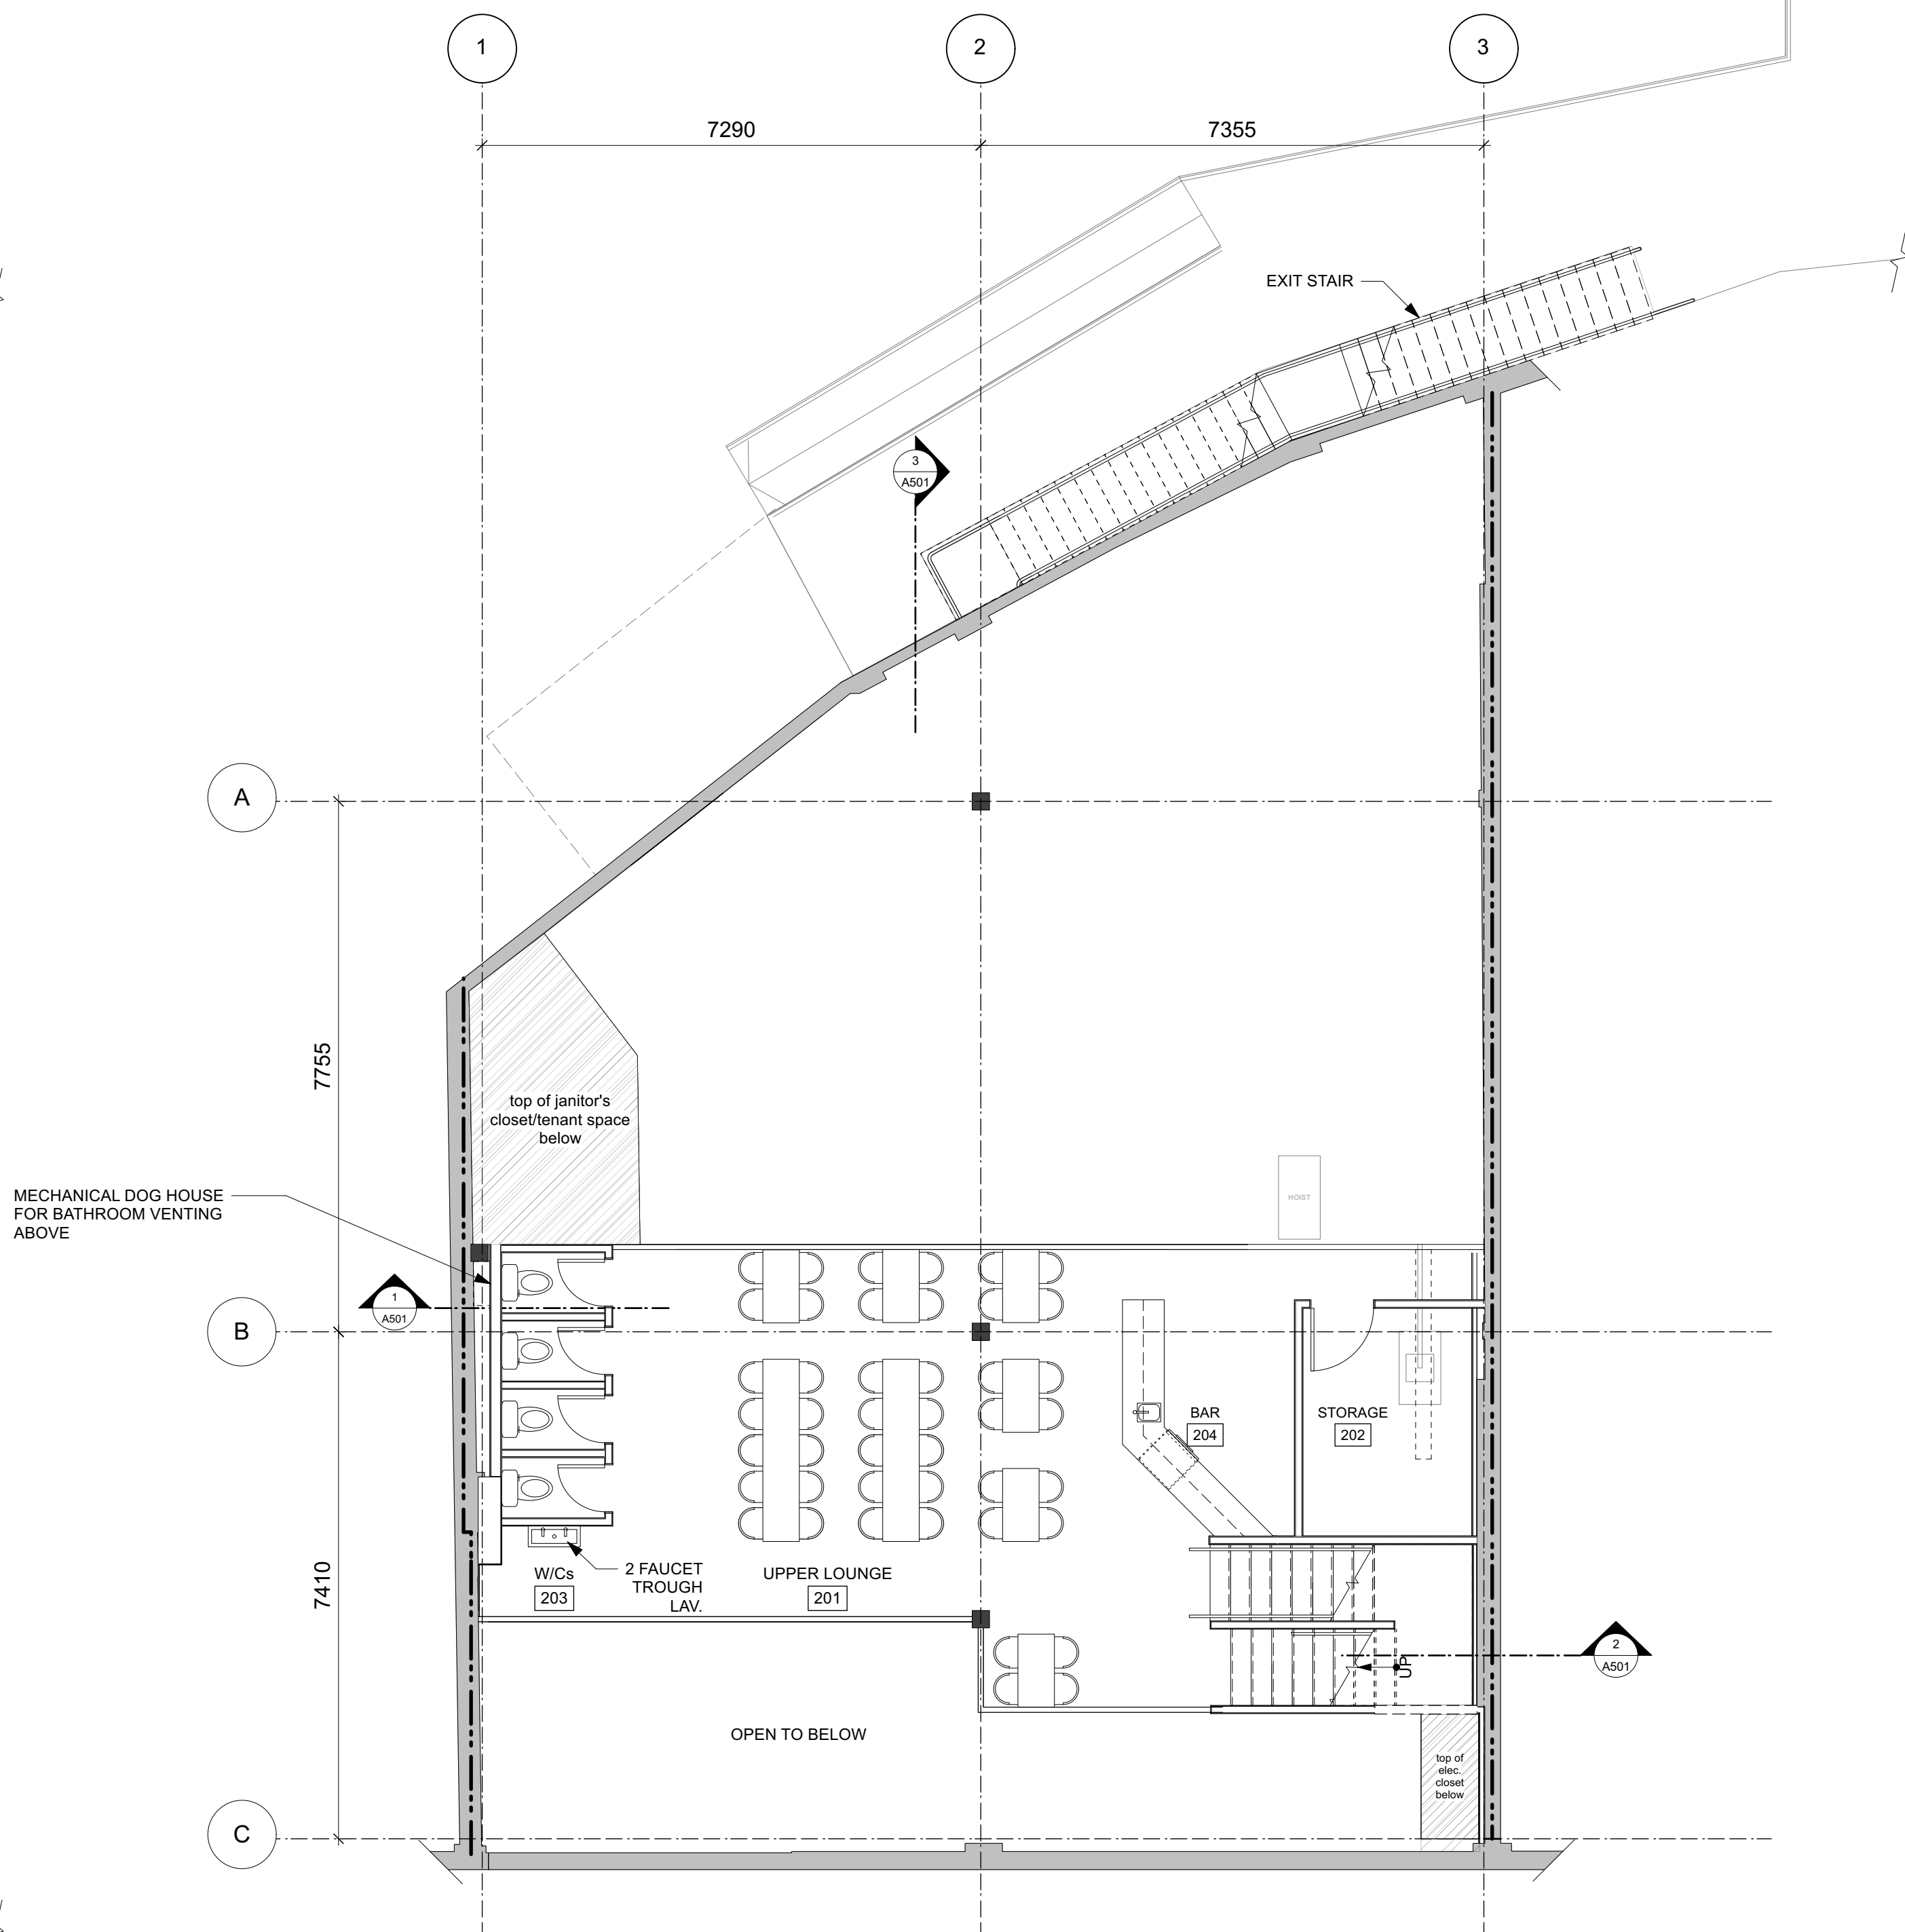 1
2
3
7290
7355
EXIT STAIR
3
A501
A
7755
top of janitor's
closet/tenant space
below
MECHANICAL DOG HOUSE
FOR BATHROOM VENTING
ABOVE
HOIST
1
A501
B
BAR
204
STORAGE
202
7410
W/Cs
203
2 FAUCET
TROUGH
LAV.
UPPER LOUNGE
201
UP
2
A501
OPEN TO BELOW
top of
elec.
closet
below
C